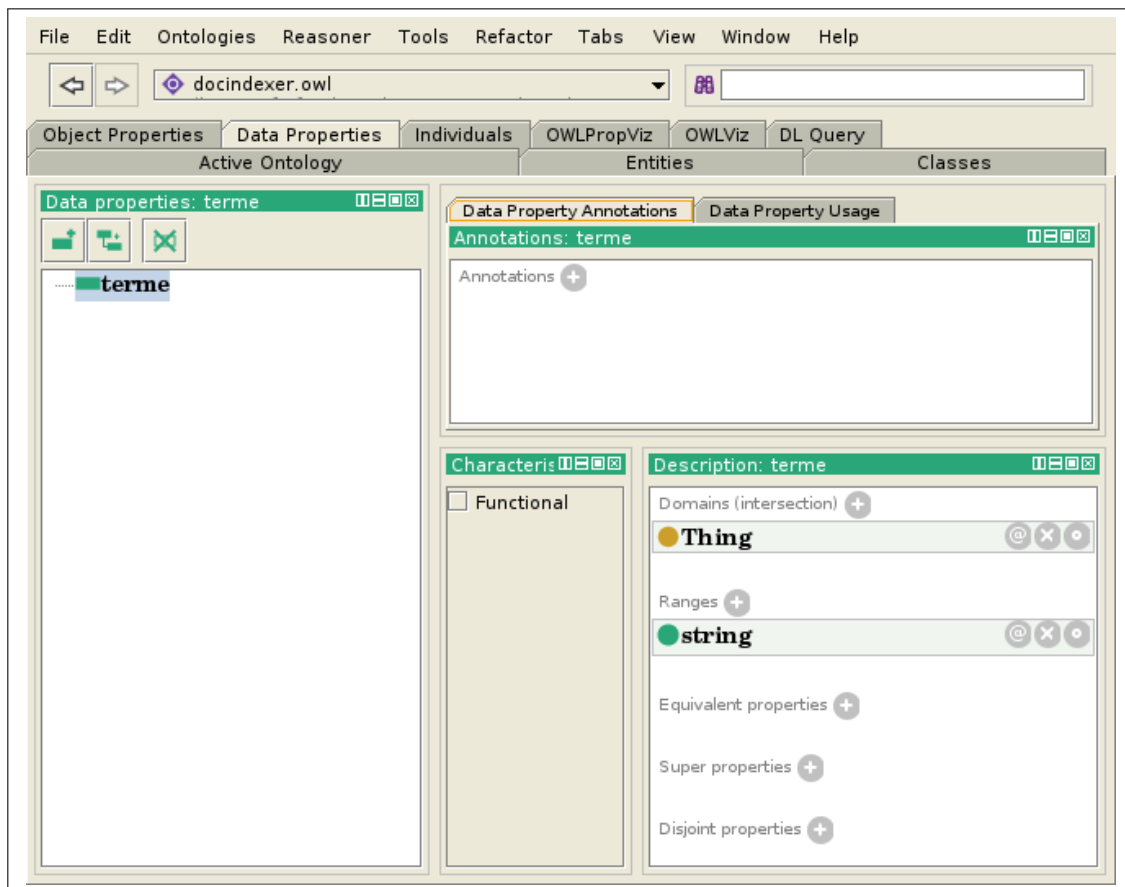 File Edit Ontologies Reasoner Tools Refactor Tabs View Window Help
docindexer.owl
Object Properties Data Properties Individuals OWLPropViz OWLViz DL Query
Active Ontology Entities Classes
Data properties: terme
terme
Data Property Annotations Data Property Usage
Annotations: terme
Annotations
Characteris
Functional
Description: terme
Domains (intersection)
Thing
Ranges
string
Equivalent properties
Super properties
Disjoint properties